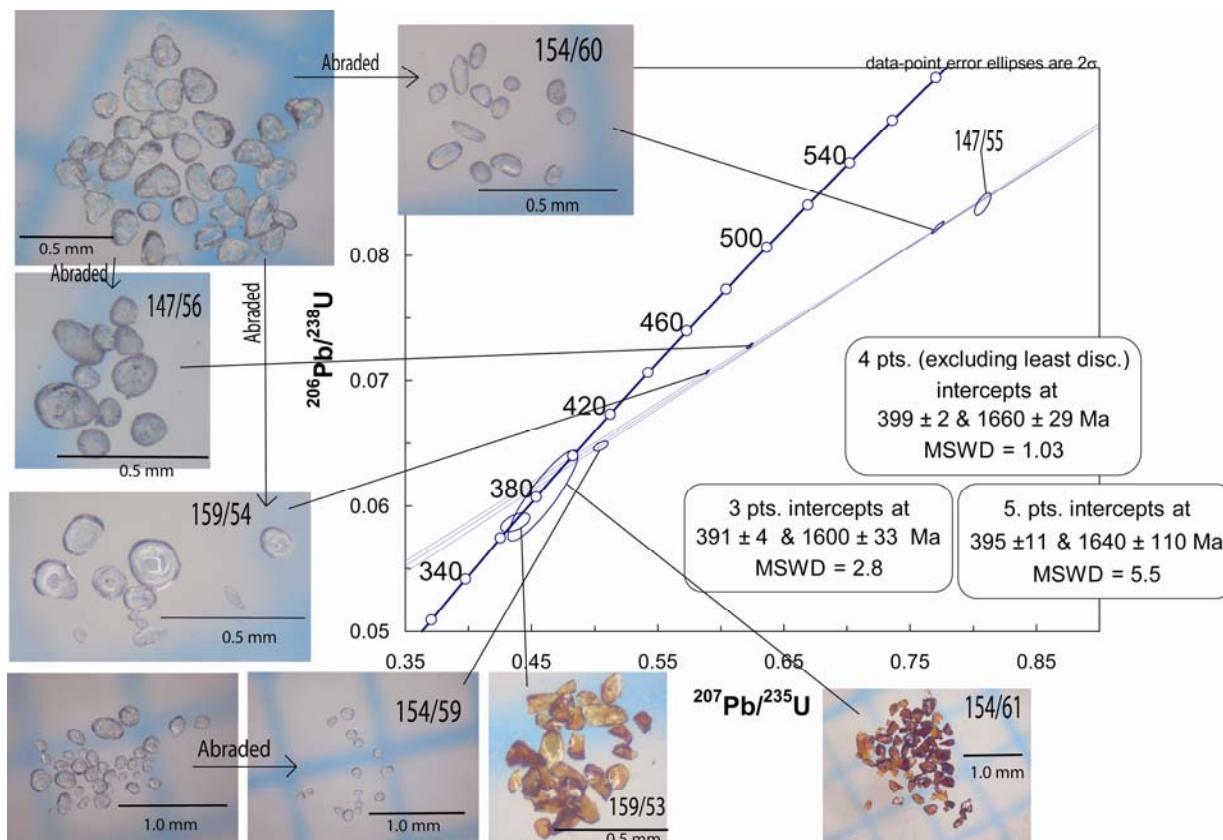 Abraded
154/60
data-point error ellipses are 2σ
540
147/55
500
0.5 mm
0.5 mm
Abraded
Abraded
0.08
147/56
²⁰⁶Pb/²³⁸U
460
4 pts. (excluding least disc.)
intercepts at
399 ± 2 & 1660 ± 29 Ma
MSWD = 1.03
0.07
420
0.5 mm
380
159/54
3 pts. intercepts at
391 ± 4 & 1600 ± 33 Ma
MSWD = 2.8
5. pts. intercepts at
395 ±11 & 1640 ± 110 Ma
MSWD = 5.5
0.06
340
0.5 mm
0.05
0.35
0.45
0.55
0.65
0.75
0.85
²⁰⁷Pb/²³⁵U
154/59
154/61
Abraded
1.0 mm
1.0 mm
1.0 mm
159/53
0.5 mm